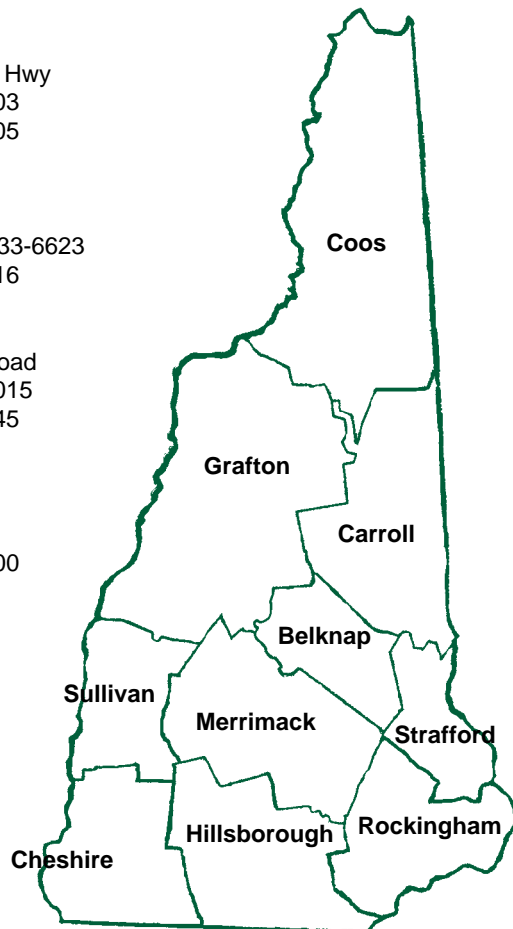 Hwy
03
05
33-6623
16
oad
015
45
00
Coos
Grafton
Carroll
Belknap
Sullivan
Merrimack
Strafford
Hillsborough
Rockingham
Cheshire